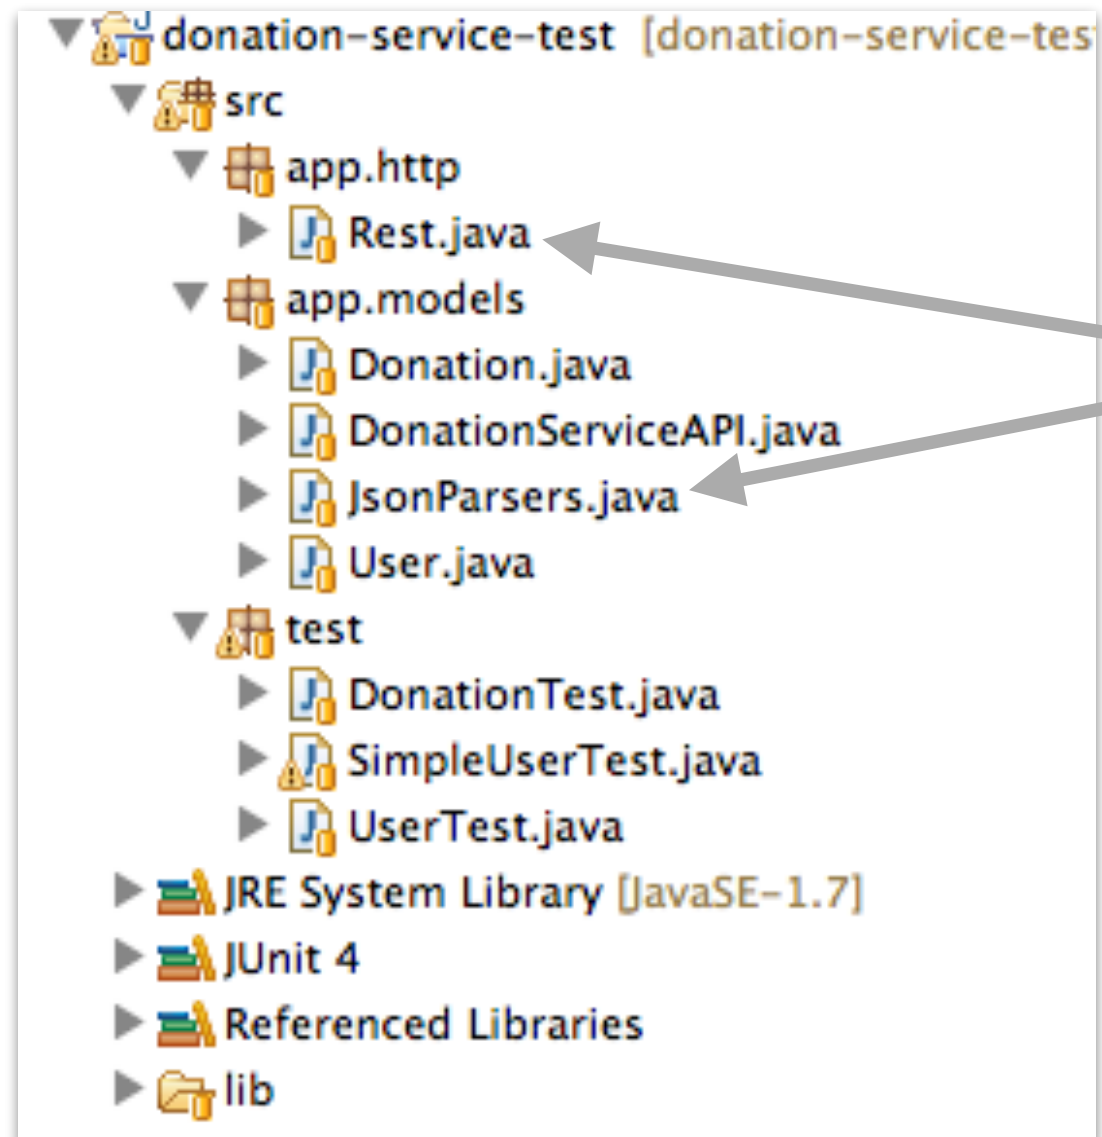 donation-service-test [donation-service-tes
src
app.http
Rest.java
app.models
Donation.java
DonationServiceAPI.java
JsonParsers.java
User.java
test
DonationTest.java
SimpleUserTest.java
UserTest.java
JRE System Library [JavaSE-1.7]
JUnit 4
Referenced Libraries
lib